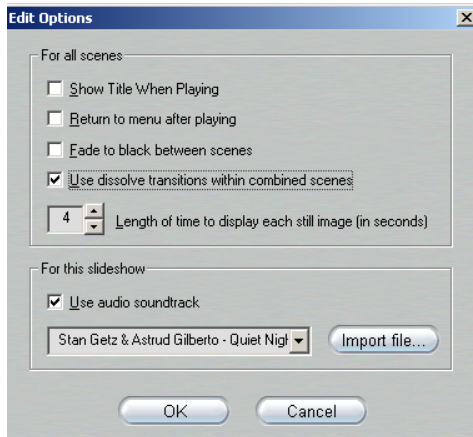 Edit Options
For all scenes
Show Title When Playing
Return to menu after playing
Fade to black between scenes
Use dissolve transitions within combined scenes
4 Length of time to display each still image (in seconds)
For this slideshow
Use audio soundtrack
Stan Getz & Astrud Gilberto - Quiet Nigh Import file...
OK Cancel